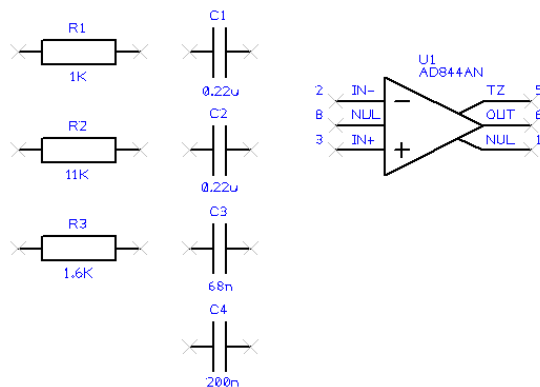 R1
1K
C1
0.22u
R2
11K
C2
0.22u
R3
1.6K
C3
68n
C4
200n
U1
AD844AN
2 IN- TZ 5
8 NUL OUT 6
3 IN+ NUL 1